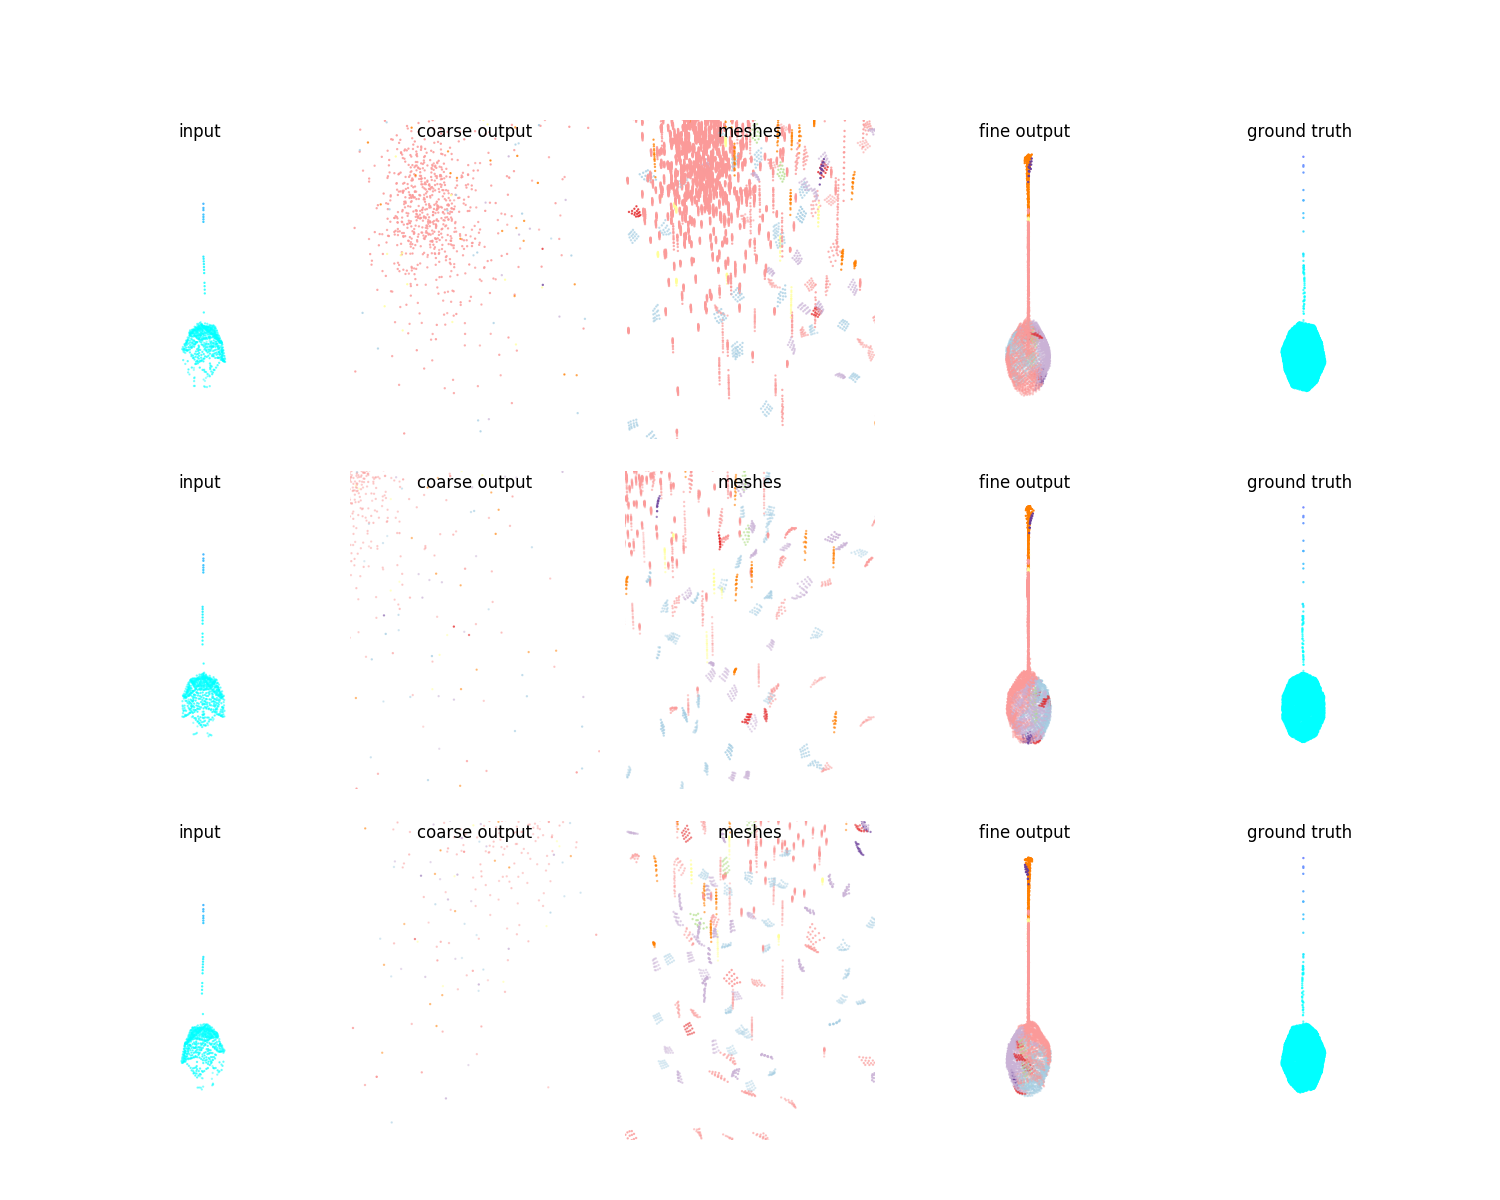 input
coarse output
meshes
fine output
ground truth
input
coarse output
meshes
fine output
ground truth
input
coarse output
meshes
fine output
ground truth